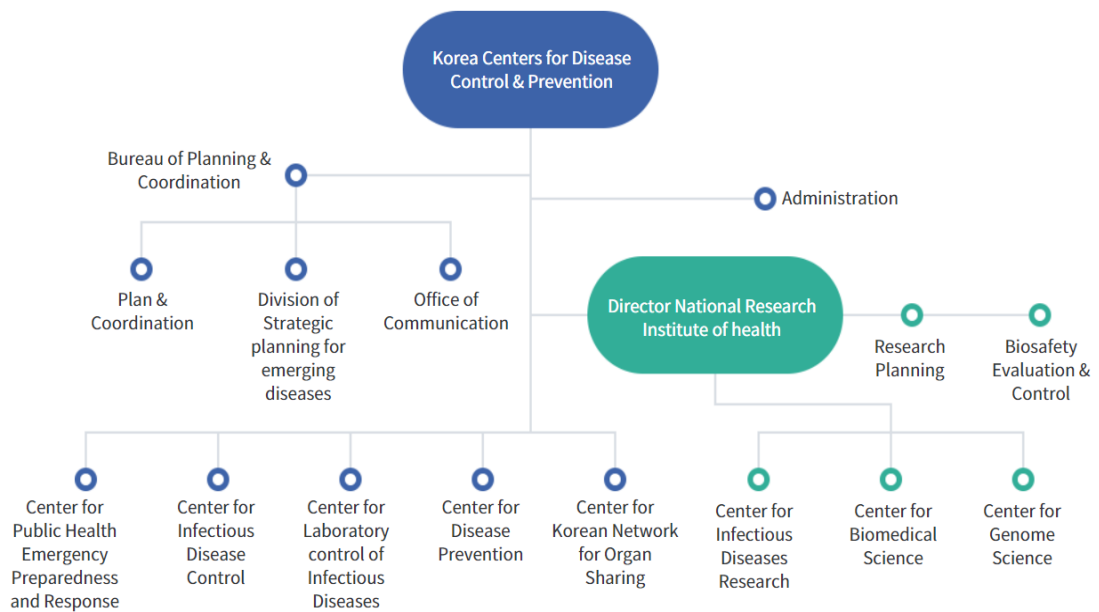 Korea Centers for Disease
Control & Prevention
Bureau of Planning &
Coordination
Administration
Plan &
Coordination
Division of
Strategic
planning for
emerging
diseases
Office of
Communication
Director National Research
Institute of health
Research
Planning
Biosafety
Evaluation &
Control
Center for
Public Health
Emergency
Preparedness
and Response
Center for
Infectious
Disease
Control
Center for
Laboratory
control of
Infectious
Diseases
Center for
Disease
Prevention
Center for
Korean Network
for Organ
Sharing
Center for
Infectious
Diseases
Research
Center for
Biomedical
Science
Center for
Genome
Science